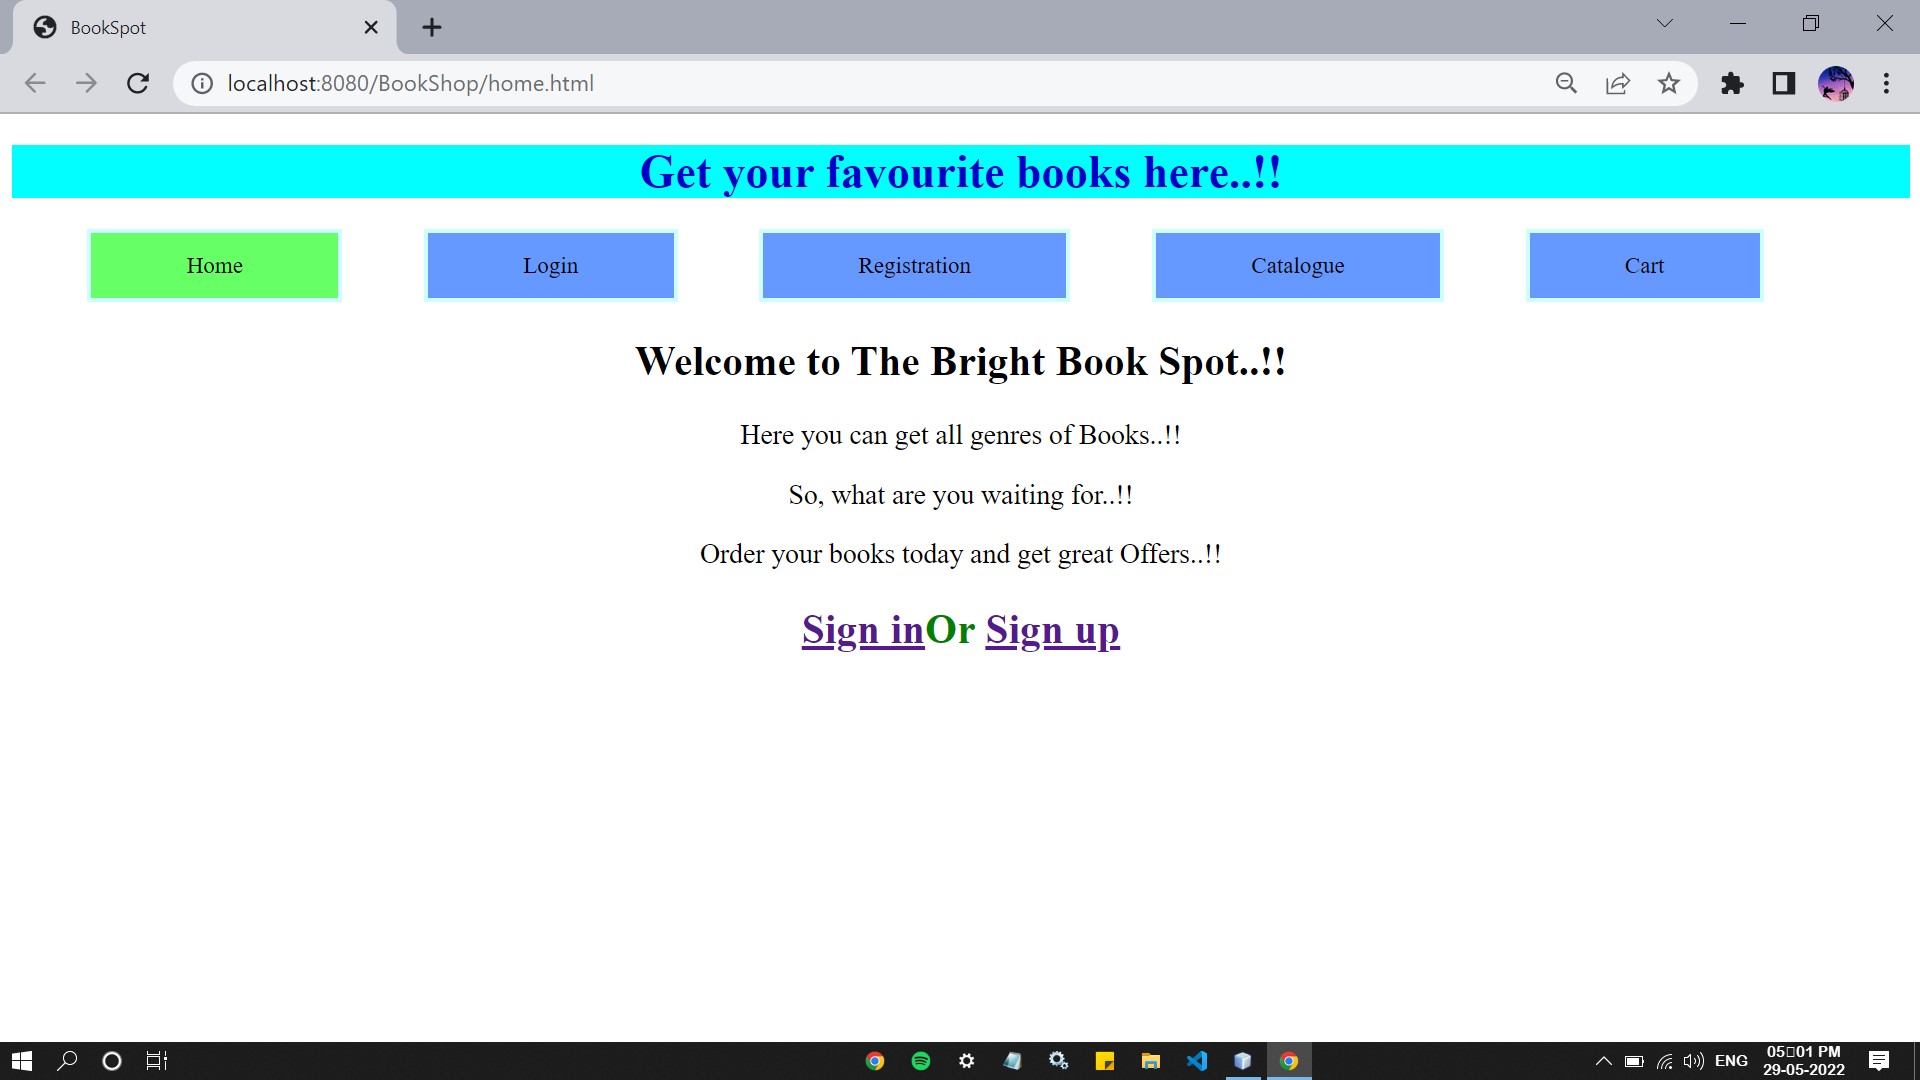 BookSpot
localhost:8080/BookShop/home.html
Get your favourite books here..!!
Home Login Registration Catalogue Cart
Welcome to The Bright Book Spot..!!
Here you can get all genres of Books..!!
So, what are you waiting for..!!
Order your books today and get great Offers..!!
Sign inOr Sign up
ENG
05▯01 PM
29-05-2022